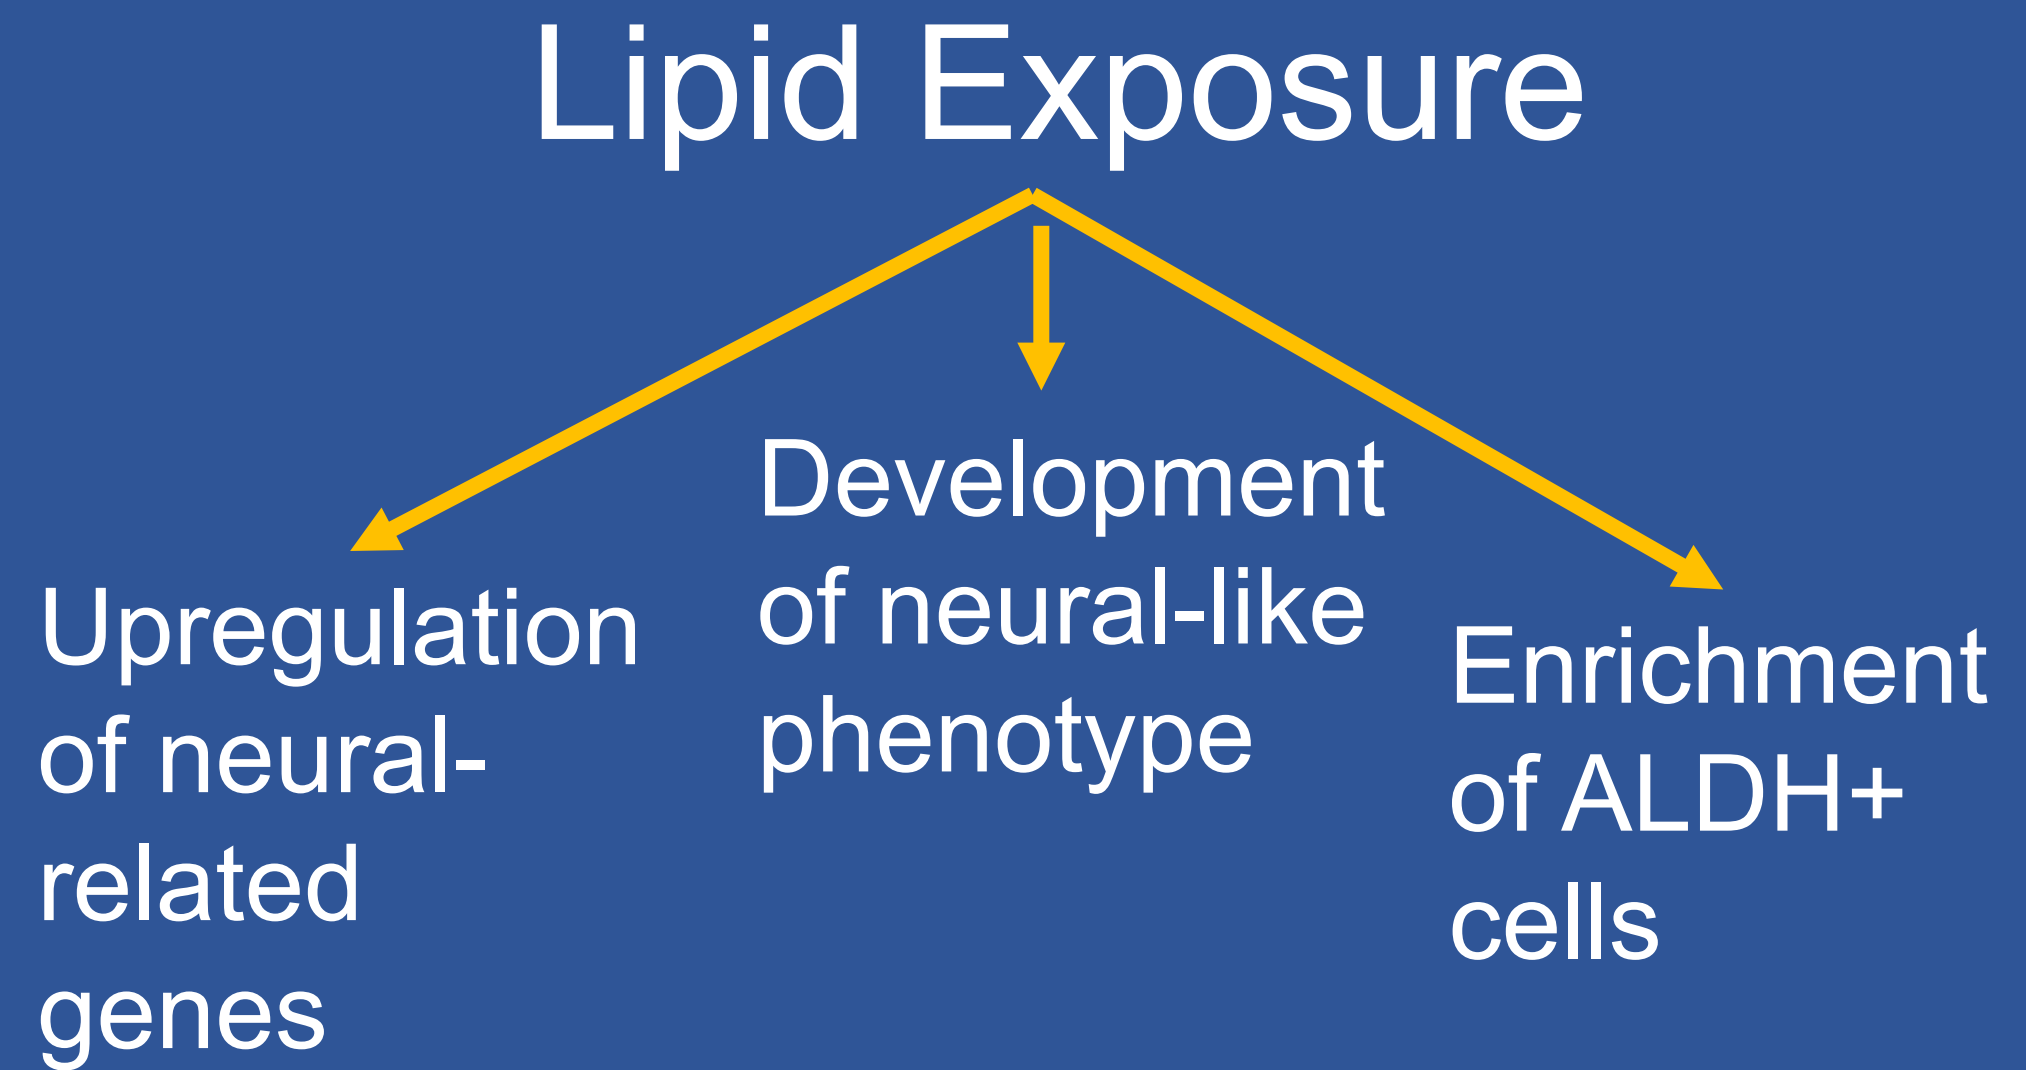 Lipid Exposure
Upregulation
of neural-
related
genes
Development
of neural-like
phenotype
Enrichment
of ALDH+
cells